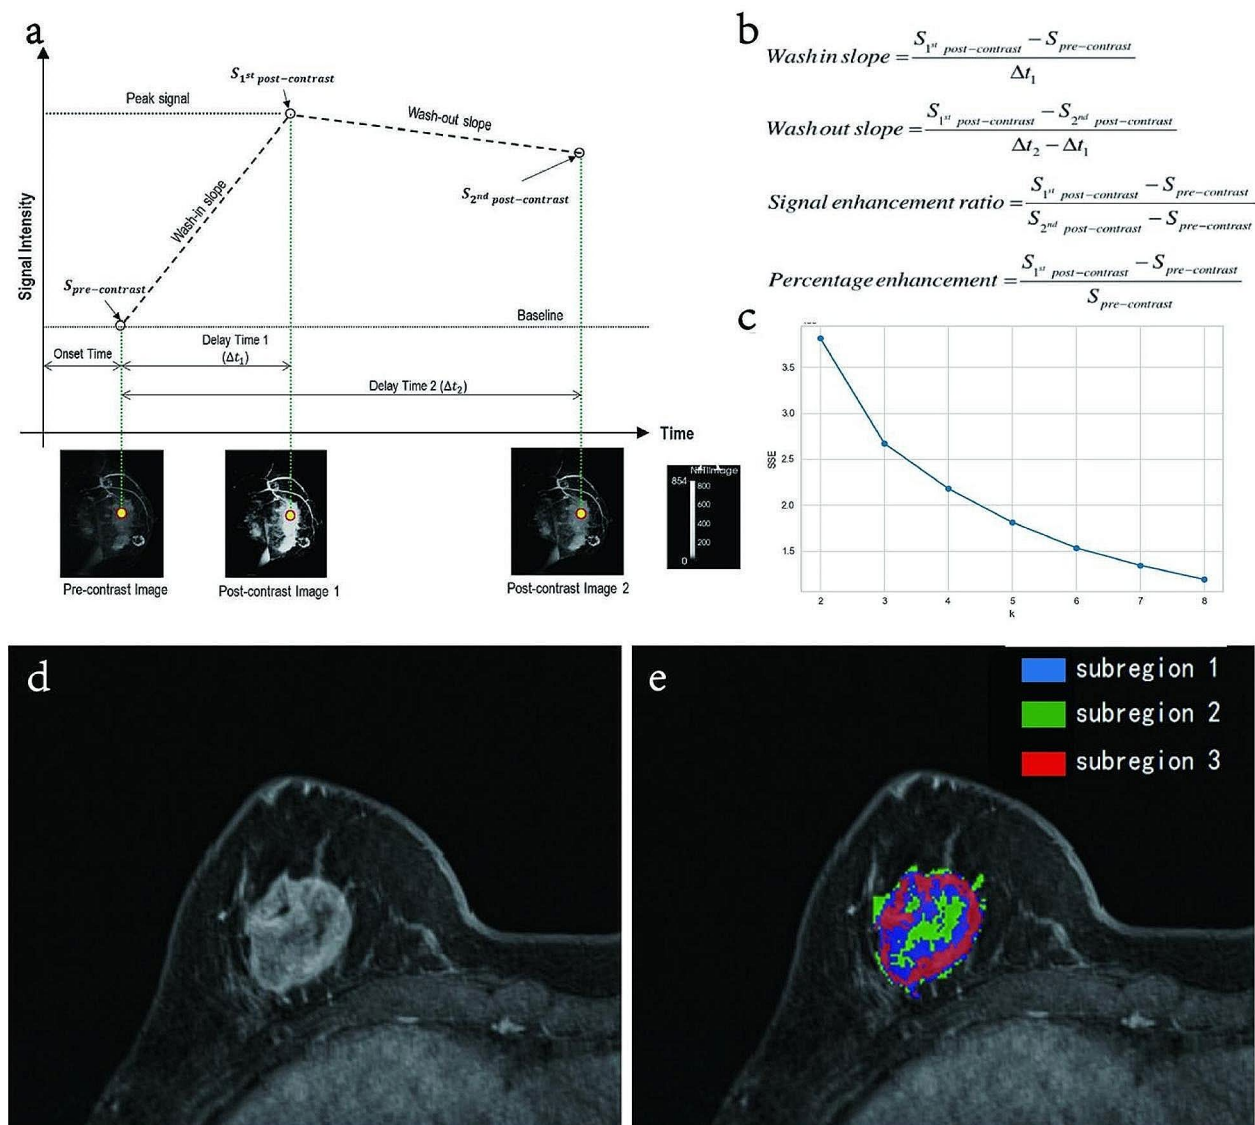 a
S1st post−contrast
Peak signal
Wash-out slope
S2nd post−contrast
Wash-in slope
Signal Intensity
Spre−contrast
Baseline
Onset Time
Delay Time 1
(Δt1)
Delay Time 2 (Δt2)
Time
Pre-contrast Image
Post-contrast Image 1
Post-contrast Image 2
854
800
600
400
200
0
b
Wash in slope = (S1st post−contrast − Spre−contrast) / Δt1
Wash out slope = (S1st post−contrast − S2nd post−contrast) / (Δt2 − Δt1)
Signal enhancement ratio = (S1st post−contrast − Spre−contrast) / (S2nd post−contrast − Spre−contrast)
Percentage enhancement = (S1st post−contrast − Spre−contrast) / Spre−contrast
c
3.5
3.0
2.5
2.0
1.5
SSE
2 3 4 5 6 7 8
k
d
e
subregion 1
subregion 2
subregion 3